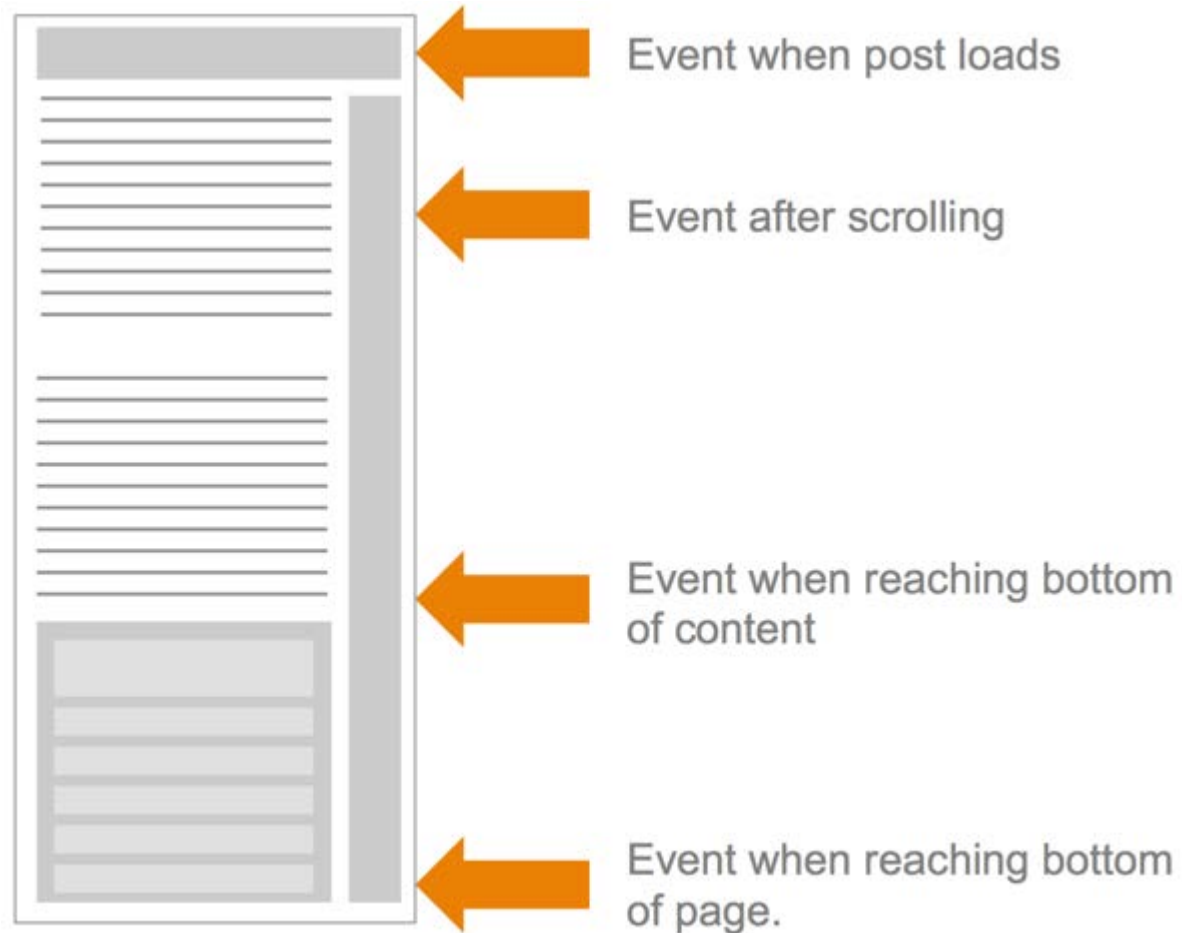 Event when post loads
Event after scrolling
Event when reaching bottom
of content
Event when reaching bottom
of page.